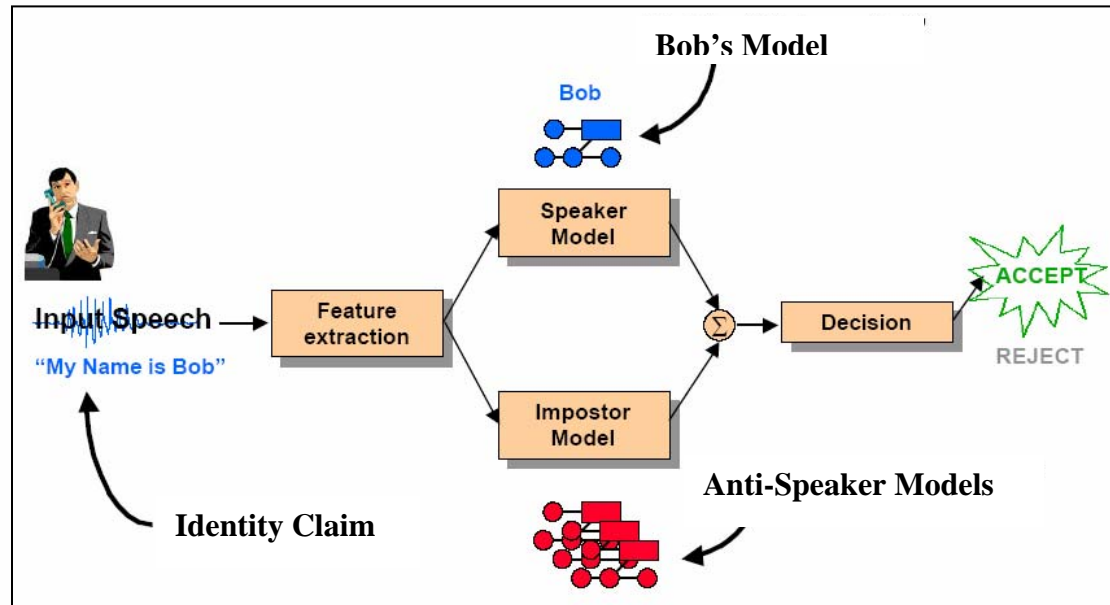 Bob’s Model
Bob
Speaker
Model
Input Speech
“My Name is Bob”
Feature
extraction
Σ
Decision
ACCEPT
REJECT
Impostor
Model
Anti-Speaker Models
Identity Claim